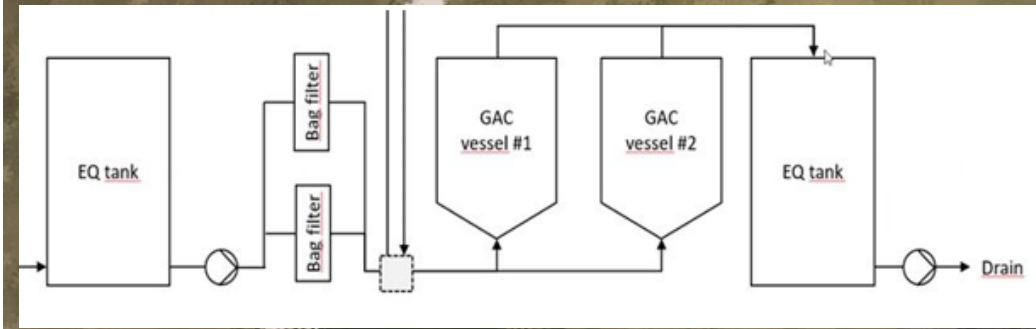 EQ tank
Bag filter
Bag filter
GAC
vessel #1
GAC
vessel #2
EQ tank
Drain